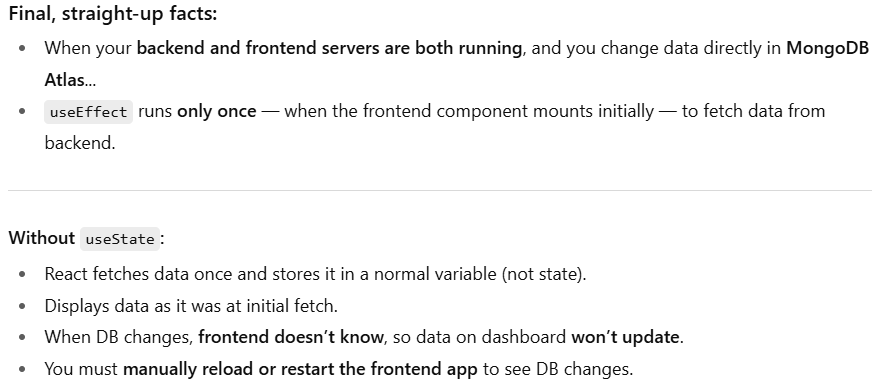 Final, straight-up facts:
• When your backend and frontend servers are both running, and you change data directly in MongoDB
Atlas...
• useEffect runs only once — when the frontend component mounts initially — to fetch data from
backend.
Without useState:
• React fetches data once and stores it in a normal variable (not state).
• Displays data as it was at initial fetch.
• When DB changes, frontend doesn’t know, so data on dashboard won’t update.
• You must manually reload or restart the frontend app to see DB changes.